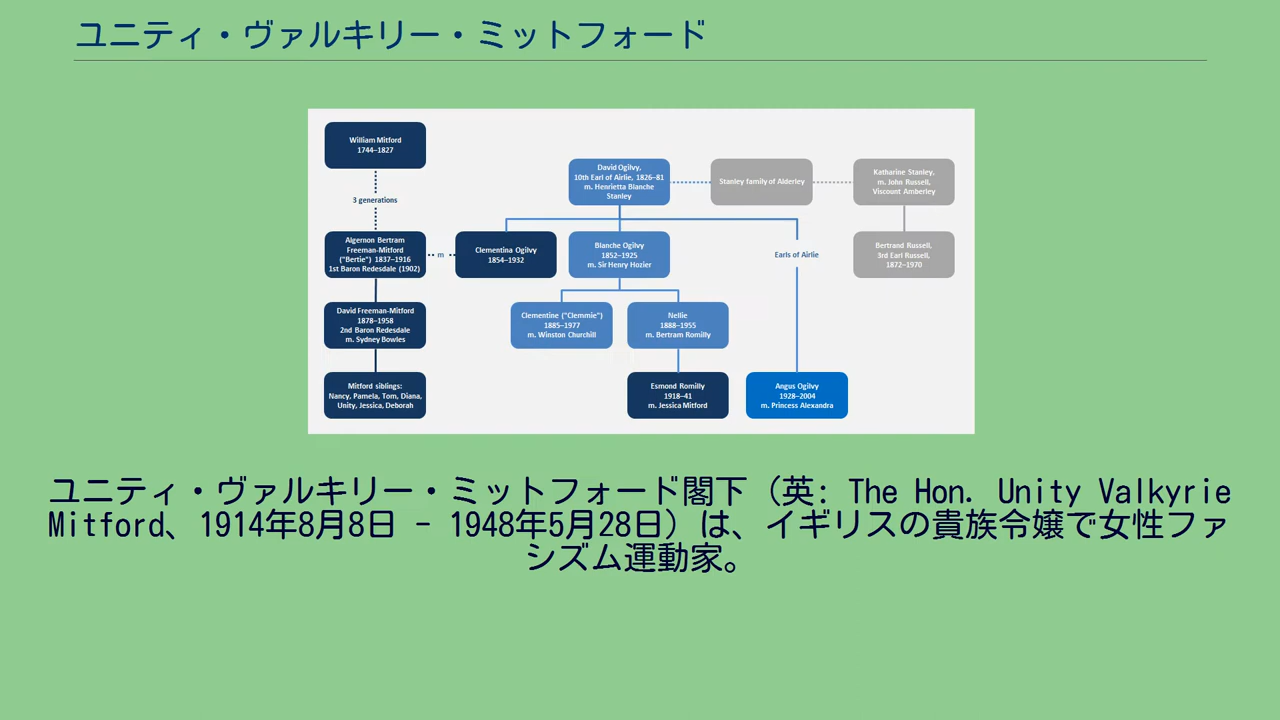 ユニティ・ヴァルキリー・ミットフォード
William Mitford
1744–1827
3 generations
Algernon Bertram
Freeman-Mitford
("Bertie") 1837–1916
1st Baron Redesdale (1902)
m
Clementina Ogilvy
1854–1932
David Freeman-Mitford
1878–1958
2nd Baron Redesdale
m. Sydney Bowles
Mitford siblings:
Nancy, Pamela, Tom, Diana,
Unity, Jessica, Deborah
David Ogilvy,
10th Earl of Airlie, 1826–81
m. Henrietta Blanche
Stanley
Blanche Ogilvy
1852–1925
m. Sir Henry Hozier
Clementine ("Clemmie")
1885–1977
m. Winston Churchill
Nellie
1888–1955
m. Bertram Romilly
Esmond Romilly
1918–41
m. Jessica Mitford
Earls of Airlie
Angus Ogilvy
1928–2004
m. Princess Alexandra
Stanley family of Alderley
Katharine Stanley,
m. John Russell,
Viscount Amberley
Bertrand Russell,
3rd Earl Russell,
1872–1970
ユニティ・ヴァルキリー・ミットフォード閣下（英: The Hon. Unity Valkyrie
Mitford、1914年8月8日 - 1948年5月28日）は、イギリスの貴族令嬢で女性ファ
シズム運動家。